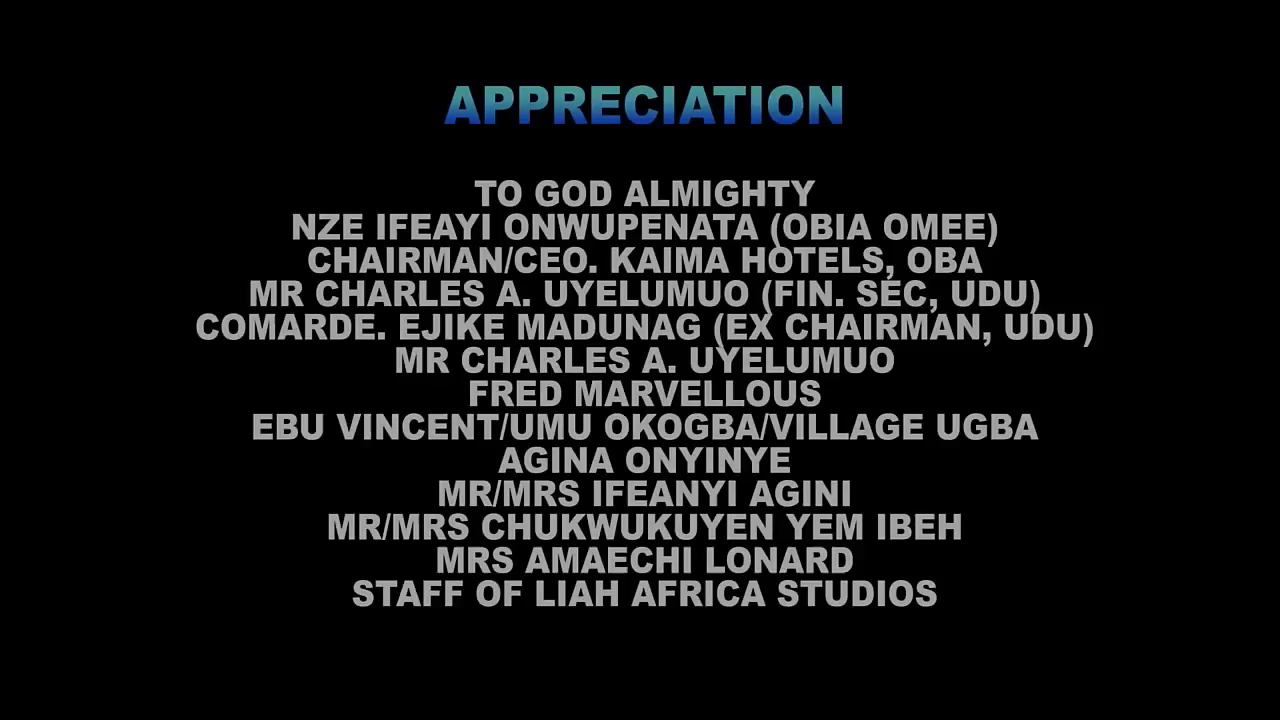 APPRECIATION
TO GOD ALMIGHTY
NZE IFEAYI ONWUPENATA (OBIA OMEE)
CHAIRMAN/CEO. KAIMA HOTELS, OBA
MR CHARLES A. UYELUMUO (FIN. SEC, UDU)
COMARDE. EJIKE MADUNAG (EX CHAIRMAN, UDU)
MR CHARLES A. UYELUMUO
FRED MARVELLOUS
EBU VINCENT/UMU OKOGBA/VILLAGE UGBA
AGINA ONYINYE
MR/MRS IFEANYI AGINI
MR/MRS CHUKWUKUYEN YEM IBEH
MRS AMAECHI LONARD
STAFF OF LIAH AFRICA STUDIOS